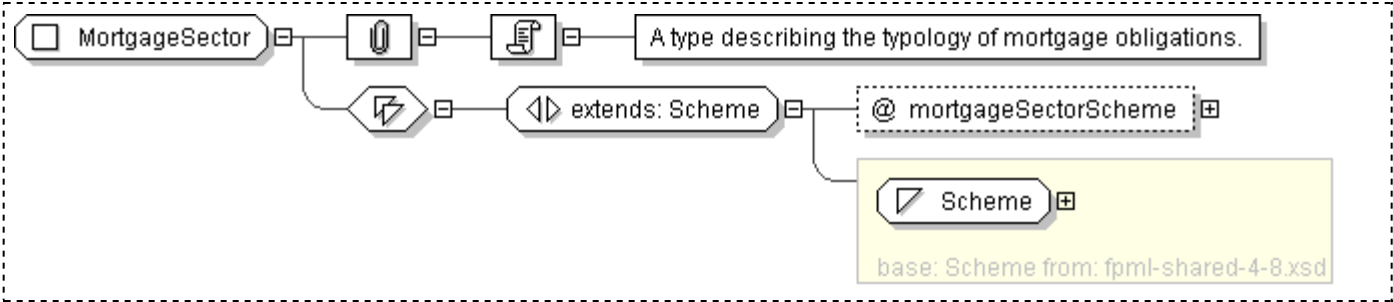 MortgageSector
A type describing the typology of mortgage obligations.
extends: Scheme
@ mortgageSectorScheme
Scheme
base: Scheme from: fpml-shared-4-8.xsd